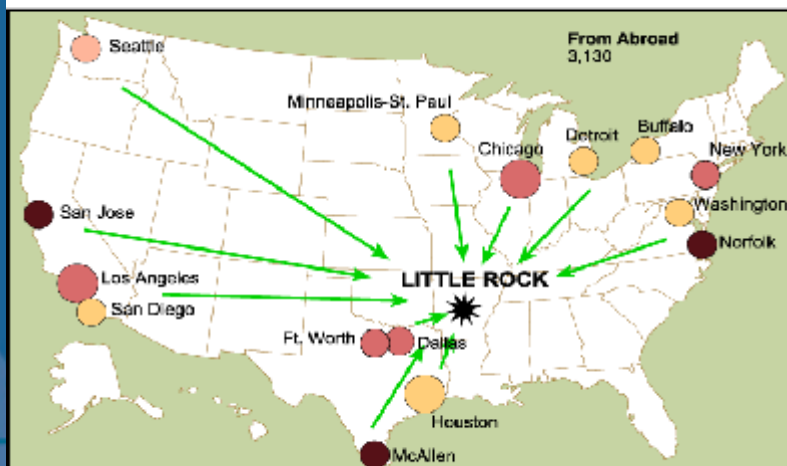 Seattle
From Abroad
3,130
Minneapolis-St. Paul
Chicago
Detroit
Buffalo
New York
San Jose
Washington
Norfolk
Los Angeles
LITTLE ROCK
San Diego
Ft. Worth
Dallas
Houston
McAllen